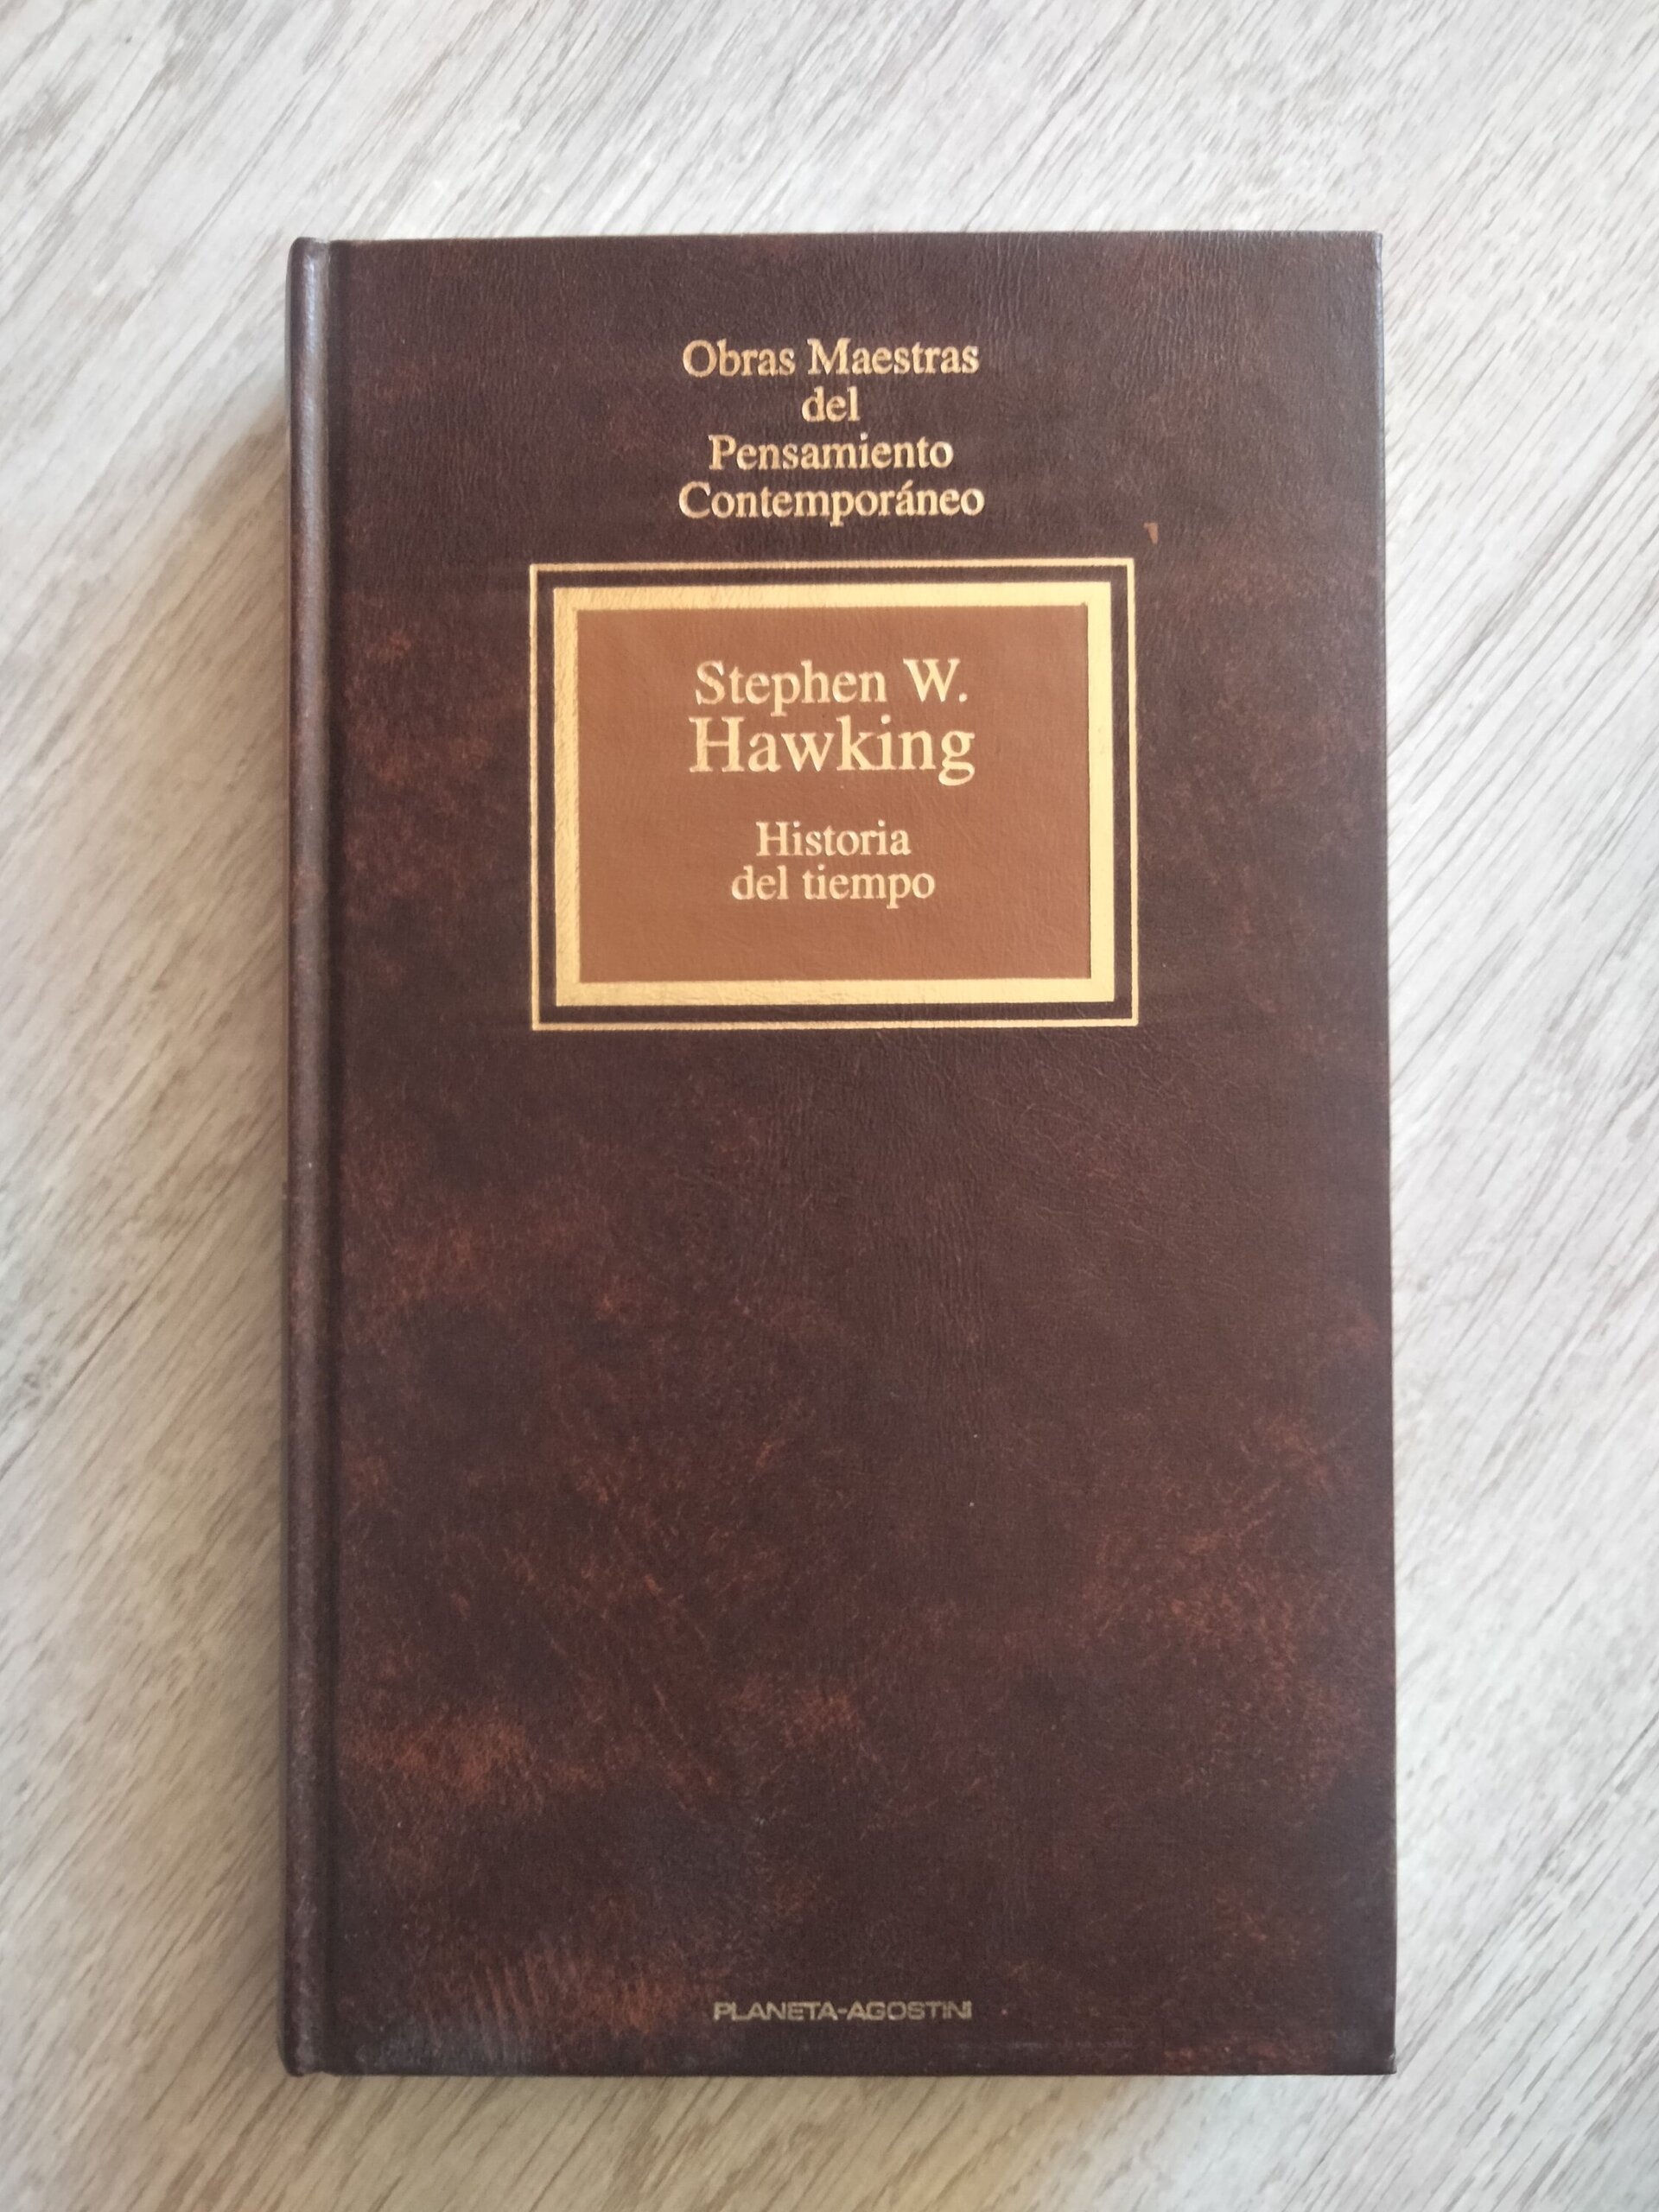 Obras Maestras
del
Pensamiento
Contemporáneo
Stephen W.
Hawking
Historia
del tiempo
PLANETA-AGOSTINI